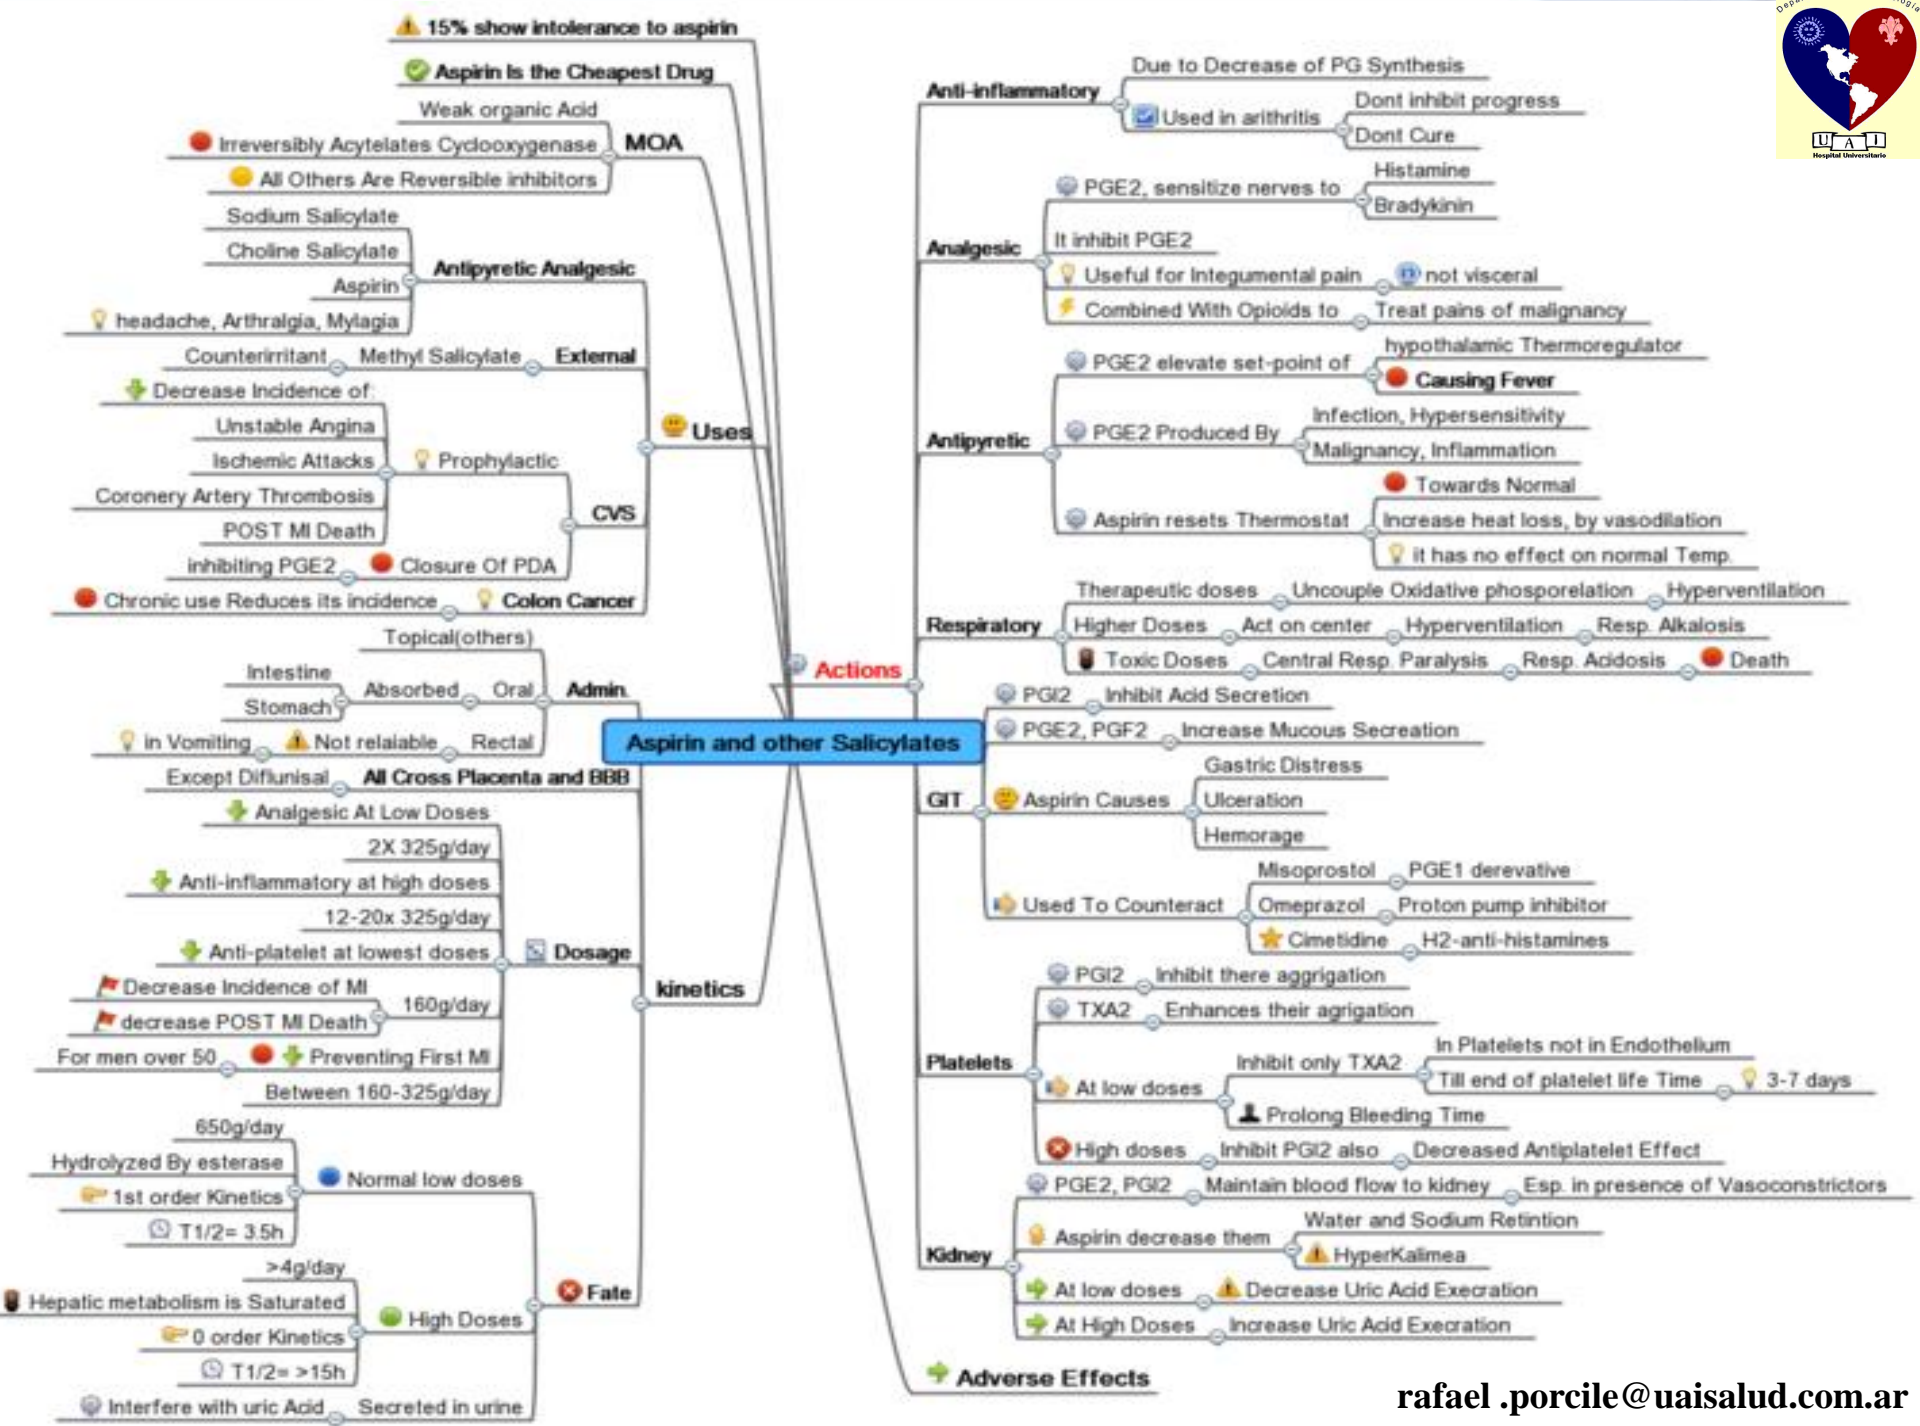 15% show intolerance to aspirin
Aspirin Is the Cheapest Drug
Weak organic Acid
Irreversibly Acytelates Cyclooxygenase
All Others Are Reversible inhibitors
MOA
Sodium Salicylate
Choline Salicylate
Aspirin
headache, Arthralgia, Mylagia
Antipyretic Analgesic
Counterirritant
Methyl Salicylate
External
Decrease Incidence of:
Unstable Angina
Ischemic Attacks
Coronery Artery Thrombosis
POST MI Death
Prophylactic
inhibiting PGE2
Closure Of PDA
CVS
Chronic use Reduces its incidence
Colon Cancer
Uses
Topical(others)
Intestine
Stomach
Absorbed
Oral
in Vomiting
Not relaiable
Rectal
Admin.
Except Diflunisal
All Cross Placenta and BBB
Analgesic At Low Doses
2X 325g/day
Anti-inflammatory at high doses
12-20x 325g/day
Anti-platelet at lowest doses
Decrease Incidence of MI
decrease POST MI Death
160g/day
For men over 50
Preventing First MI
Between 160-325g/day
Dosage
kinetics
650g/day
Hydrolyzed By esterase
1st order Kinetics
T1/2= 3.5h
Normal low doses
>4g/day
Hepatic metabolism is Saturated
0 order Kinetics
T1/2= >15h
High Doses
Interfere with uric Acid
Secreted in urine
Fate
Aspirin and other Salicylates
Actions
Anti-inflammatory
Due to Decrease of PG Synthesis
Used in arithritis
Dont inhibit progress
Dont Cure
Analgesic
PGE2, sensitize nerves to
Histamine
Bradykinin
It inhibit PGE2
Useful for Integumental pain
not visceral
Combined With Opioids to
Treat pains of malignancy
Antipyretic
PGE2 elevate set-point of
hypothalamic Thermoregulator
Causing Fever
PGE2 Produced By
Infection, Hypersensitivity
Malignancy, Inflammation
Aspirin resets Thermostat
Towards Normal
Increase heat loss, by vasodilation
it has no effect on normal Temp.
Respiratory
Therapeutic doses
Uncouple Oxidative phosporelation
Hyperventilation
Higher Doses
Act on center
Hyperventilation
Resp. Alkalosis
Toxic Doses
Central Resp. Paralysis
Resp. Acidosis
Death
GIT
PGI2
Inhibit Acid Secretion
PGE2, PGF2
Increase Mucous Secreation
Aspirin Causes
Gastric Distress
Ulceration
Hemorage
Used To Counteract
Misoprostol
PGE1 derevative
Omeprazol
Proton pump inhibitor
Cimetidine
H2-anti-histamines
Platelets
PGI2
Inhibit there aggrigation
TXA2
Enhances their agrigation
At low doses
Inhibit only TXA2
In Platelets not in Endothelium
Till end of platelet life Time
3-7 days
Prolong Bleeding Time
High doses
Inhibit PGI2 also
Decreased Antiplatelet Effect
Kidney
PGE2, PGI2
Maintain blood flow to kidney
Esp. in presence of Vasoconstrictors
Aspirin decrease them
Water and Sodium Retintion
HyperKalimea
At low doses
Decrease Uric Acid Execration
At High Doses
Increase Uric Acid Execration
Adverse Effects
UAI
Hospital Universitario
rafael .porcile@uaisalud.com.ar